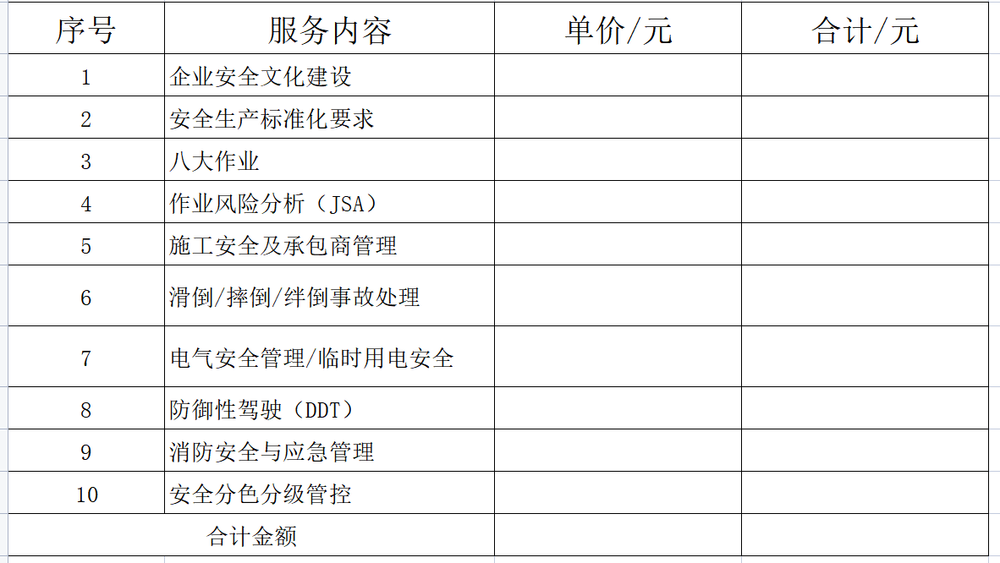 序号 服务内容 单价/元 合计/元
1 企业安全文化建设
2 安全生产标准化要求
3 八大作业
4 作业风险分析（JSA）
5 施工安全及承包商管理
6 滑倒/摔倒/绊倒事故处理
7 电气安全管理/临时用电安全
8 防御性驾驶（DDT）
9 消防安全与应急管理
10 安全分色分级管控
合计金额